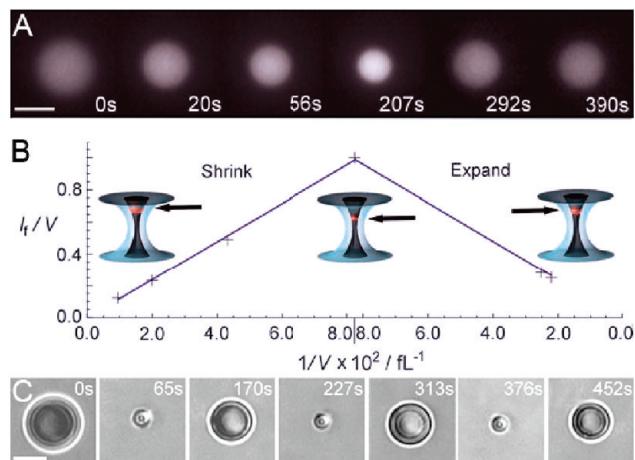 A
0s 20s 56s 207s 292s 390s
B
Shrink Expand
0.8
I_f / V
0.4
0.0
0.0 2.0 4.0 6.0 8.0 8.0 6.0 4.0 2.0 0.0
1/V x 10² / fL⁻¹
C 0s 65s 170s 227s 313s 376s 452s